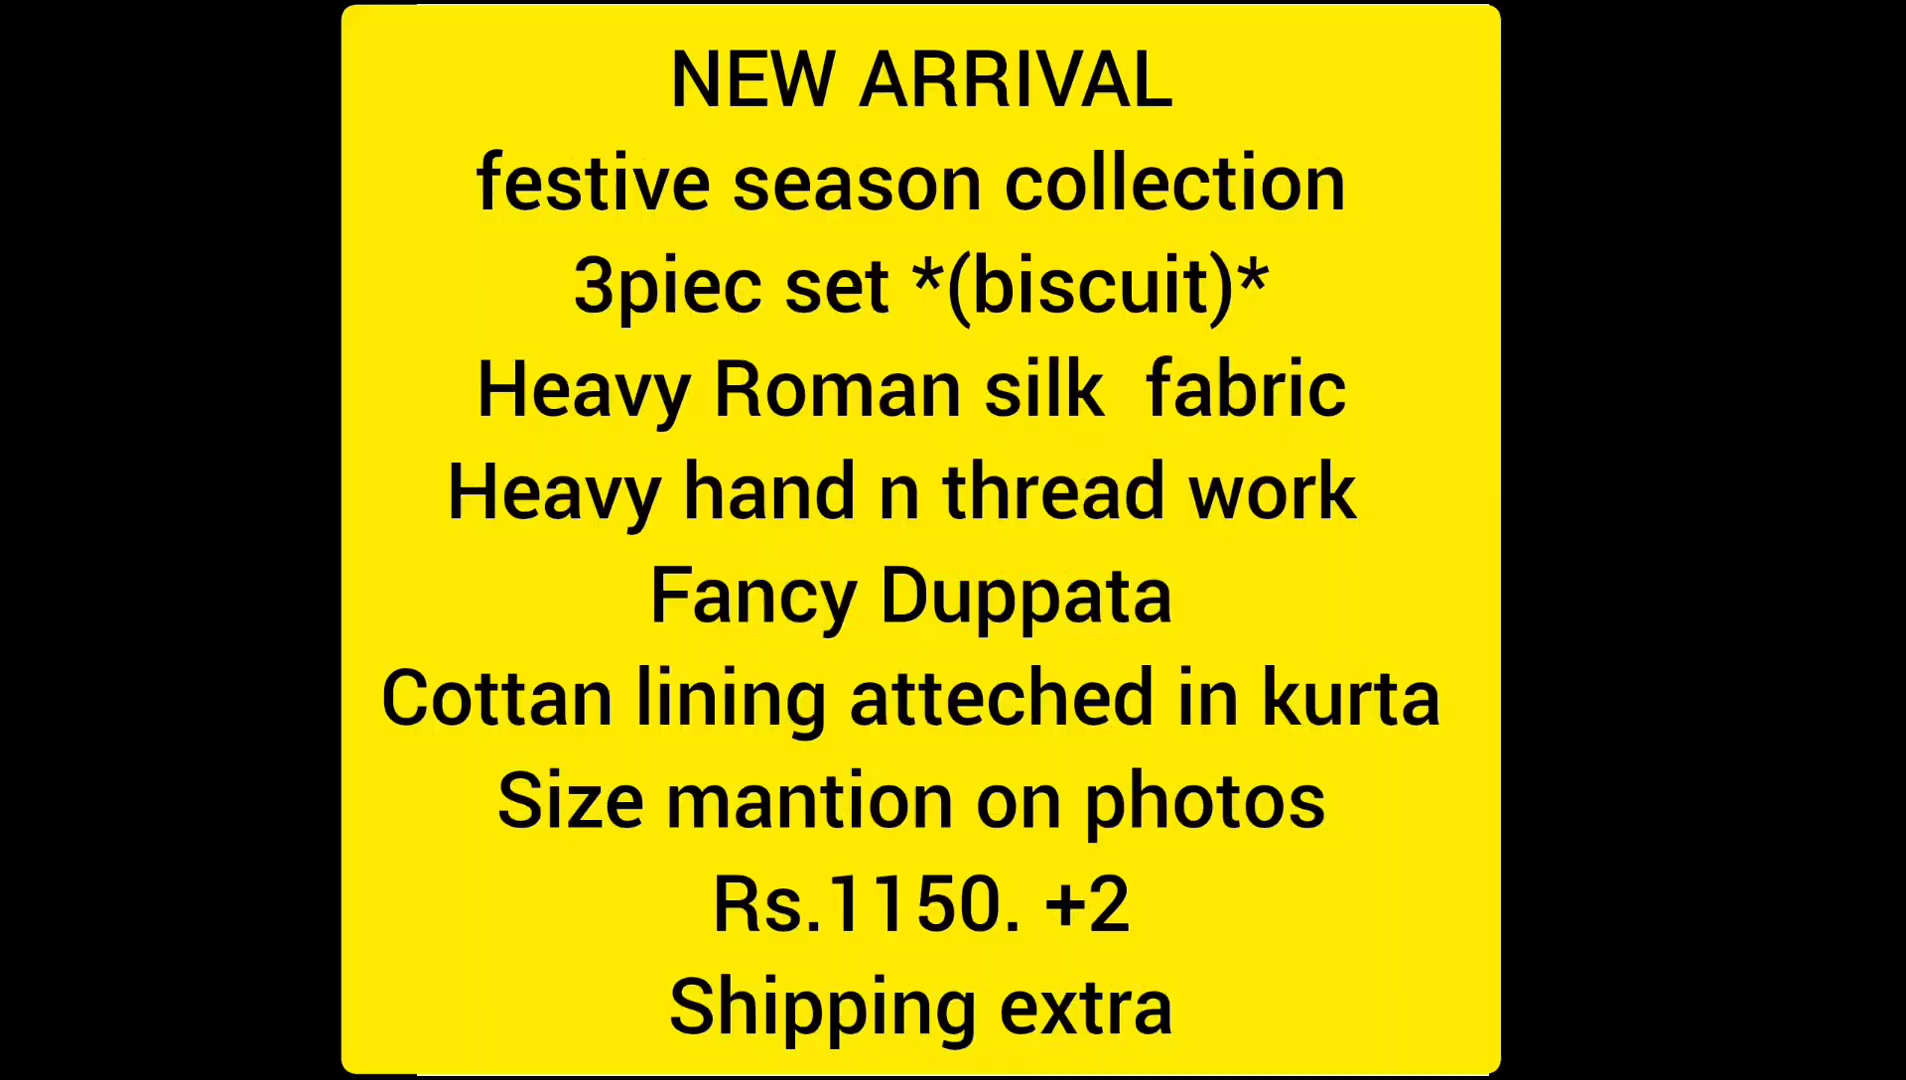 NEW ARRIVAL
festive season collection
3piec set *(biscuit)*
Heavy Roman silk  fabric
Heavy hand n thread work
Fancy Duppata
Cottan lining atteched in kurta
Size mantion on photos
Rs.1150. +2
Shipping extra